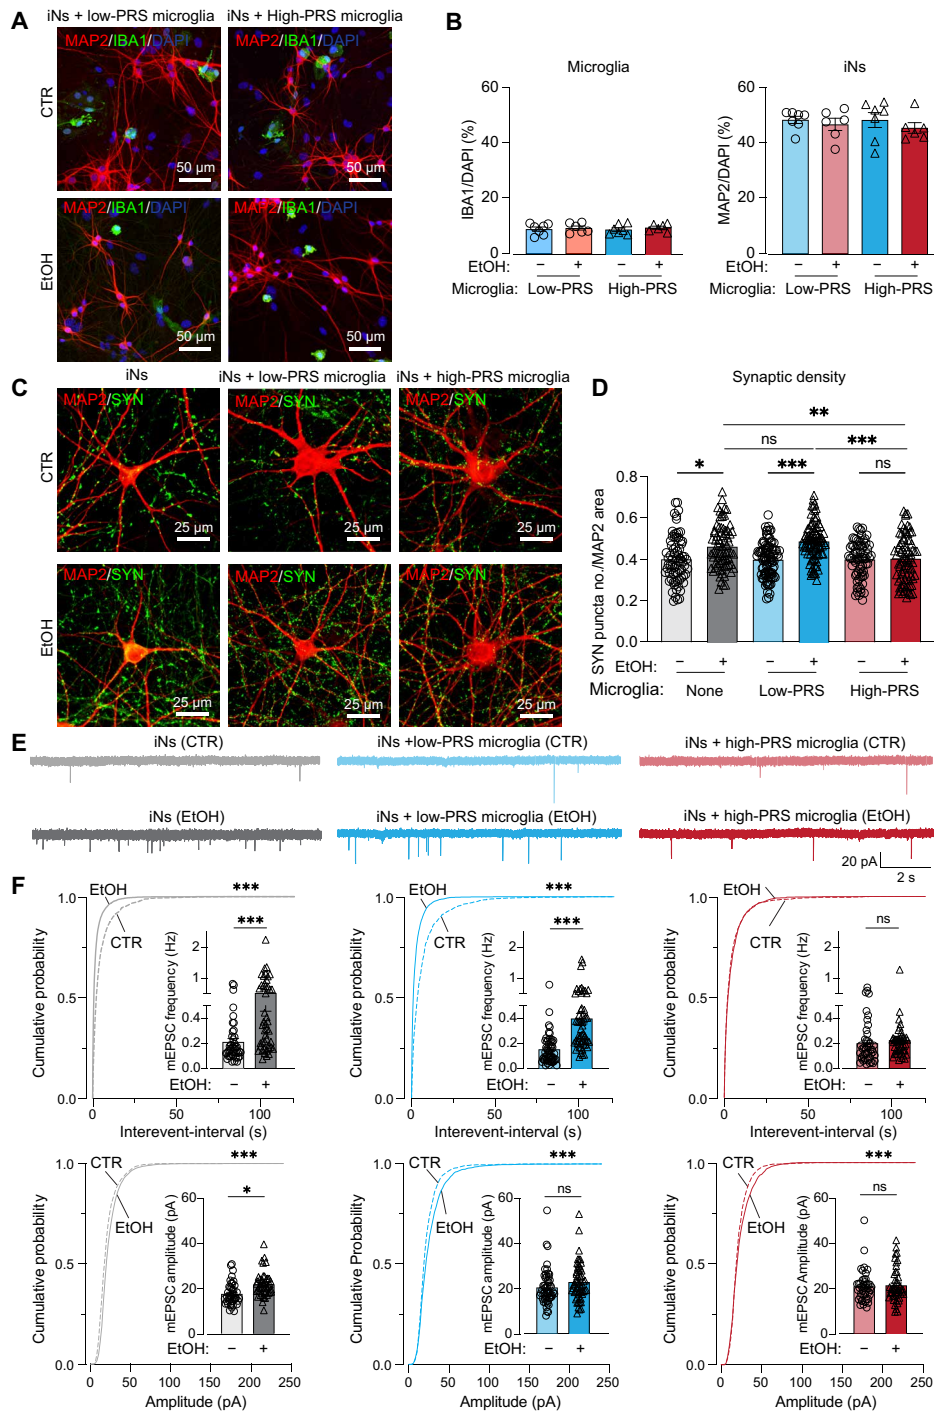 A
iNs + low-PRS microglia
iNs + High-PRS microglia
MAP2/IBA1/DAPI
MAP2/IBA1/DAPI
CTR
50 µm
50 µm
MAP2/IBA1/DAPI
MAP2/IBA1/DAPI
EtOH
50 µm
50 µm
B
Microglia
IBA1/DAPI (%)
60
40
20
0
EtOH: − + − +
Microglia: Low-PRS High-PRS
iNs
MAP2/DAPI (%)
60
40
20
0
EtOH: − + − +
Microglia: Low-PRS High-PRS
C
iNs
iNs + low-PRS microglia
iNs + high-PRS microglia
MAP2/SYN
MAP2/SYN
MAP2/SYN
CTR
25 µm
25 µm
25 µm
MAP2/SYN
MAP2/SYN
MAP2/SYN
EtOH
25 µm
25 µm
25 µm
D
Synaptic density
**
ns ***
* *** ns
SYN puncta no./MAP2 area
0.8
0.6
0.4
0.2
0.0
EtOH: − + − + − +
Microglia: None Low-PRS High-PRS
E
iNs (CTR)
iNs +low-PRS microglia (CTR)
iNs + high-PRS microglia (CTR)
iNs (EtOH)
iNs + low-PRS microglia (EtOH)
iNs + high-PRS microglia (EtOH)
20 pA
2 s
F
Cumulative probability
1.0
0.5
0.0
EtOH
CTR
***
***
mEPSC frequency (Hz)
2
1
0.4
0.2
0.0
EtOH: − +
0 50 100
Interevent-interval (s)
Cumulative probability
1.0
0.5
0.0
EtOH
CTR
***
***
mEPSC frequency (Hz)
2
1
0.4
0.2
0.0
EtOH: − +
0 50 100
Interevent-interval (s)
Cumulative probability
1.0
0.5
0.0
EtOH
CTR
ns
mEPSC frequency (Hz)
2
1
0.4
0.2
0.0
EtOH: − +
0 50 100
Interevent-interval (s)
Cumulative probability
1.0
0.5
0.0
CTR
EtOH
***
*
mEPSC amplitude (pA)
60
40
20
0
EtOH: − +
0 50 100 150 200 250
Amplitude (pA)
Cumulative Probability
1.0
0.5
0.0
CTR
EtOH
***
ns
mEPSC amplitude (pA)
60
40
20
0
EtOH: − +
0 50 100 150 200 250
Amplitude (pA)
Cumulative probability
1.0
0.5
0.0
CTR
EtOH
***
ns
mEPSC Amplitude (pA)
60
40
20
0
EtOH: − +
0 50 100 150 200 250
Amplitude (pA)